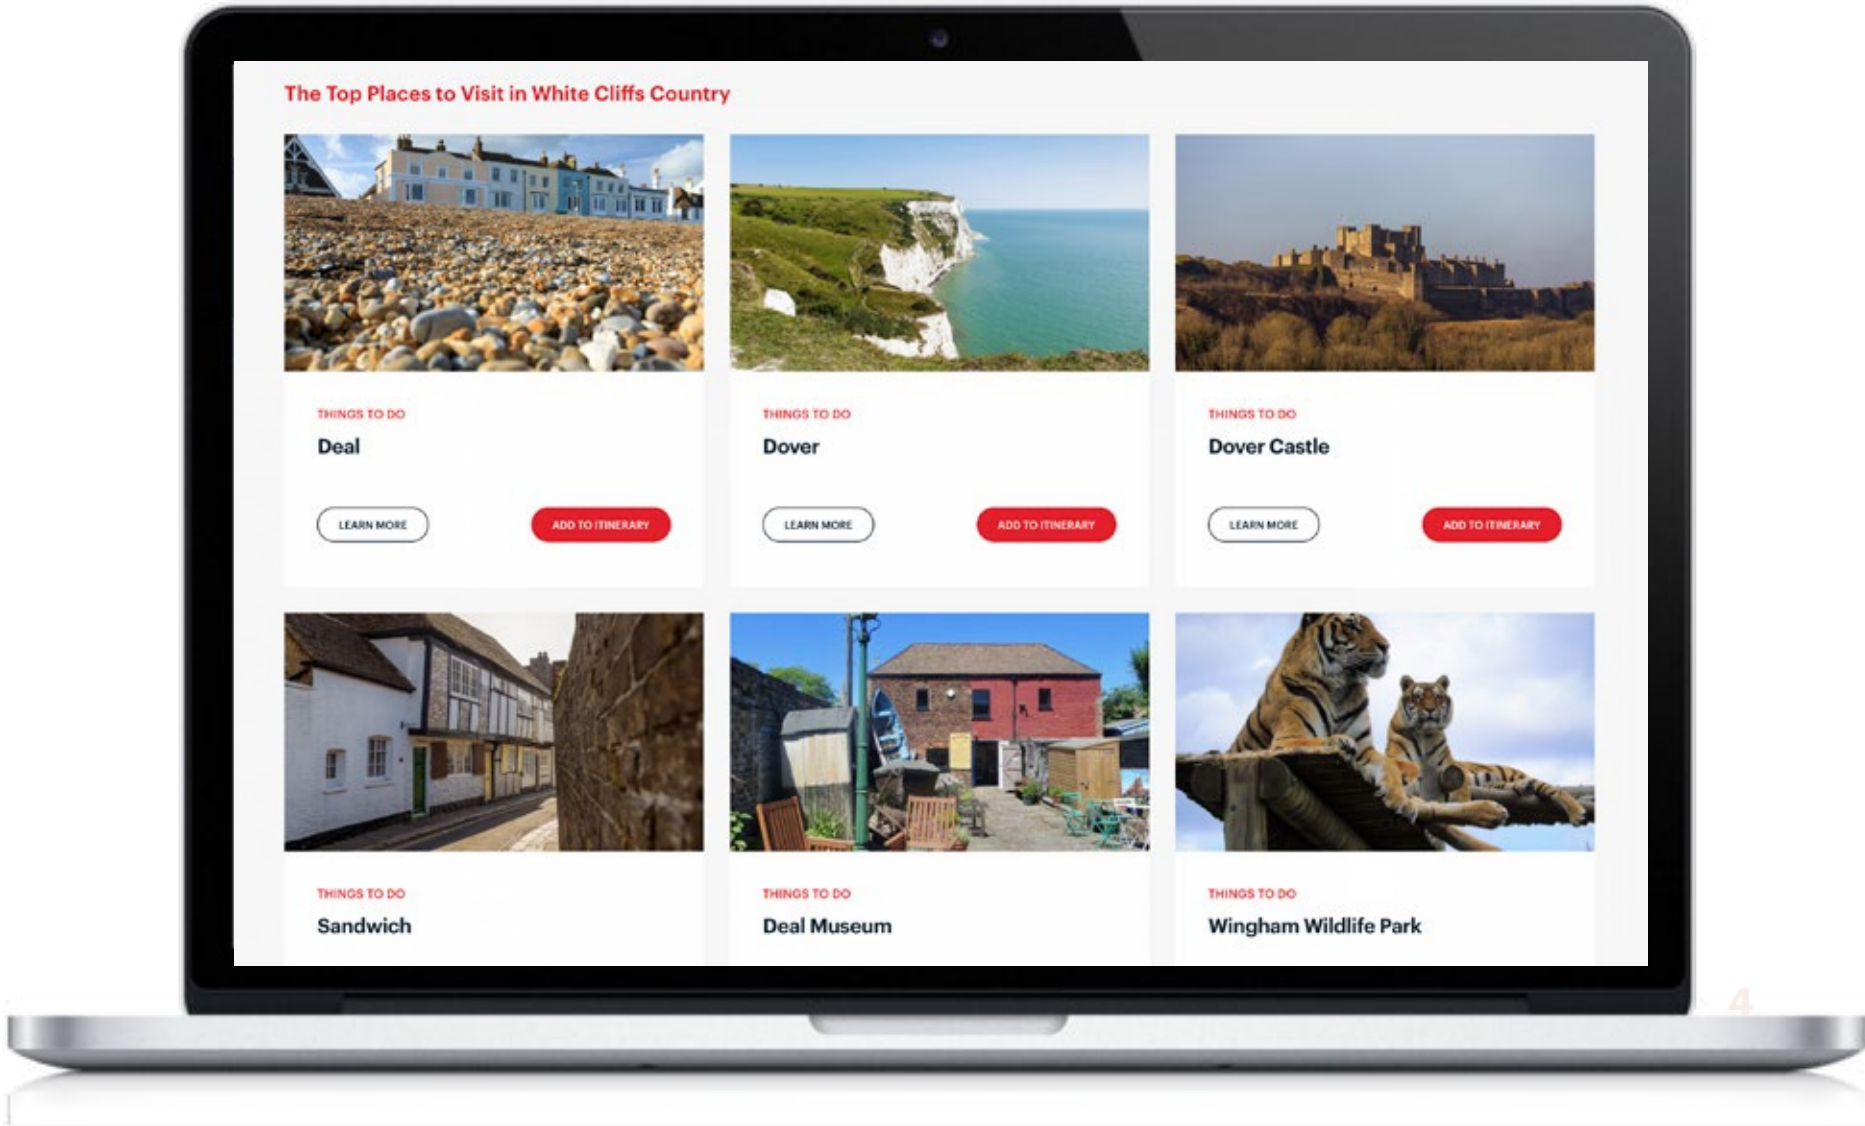 The Top Places to Visit in White Cliffs Country
THINGS TO DO
Deal
LEARN MORE
ADD TO ITINERARY
THINGS TO DO
Dover
LEARN MORE
ADD TO ITINERARY
THINGS TO DO
Dover Castle
LEARN MORE
ADD TO ITINERARY
THINGS TO DO
Sandwich
THINGS TO DO
Deal Museum
THINGS TO DO
Wingham Wildlife Park
4